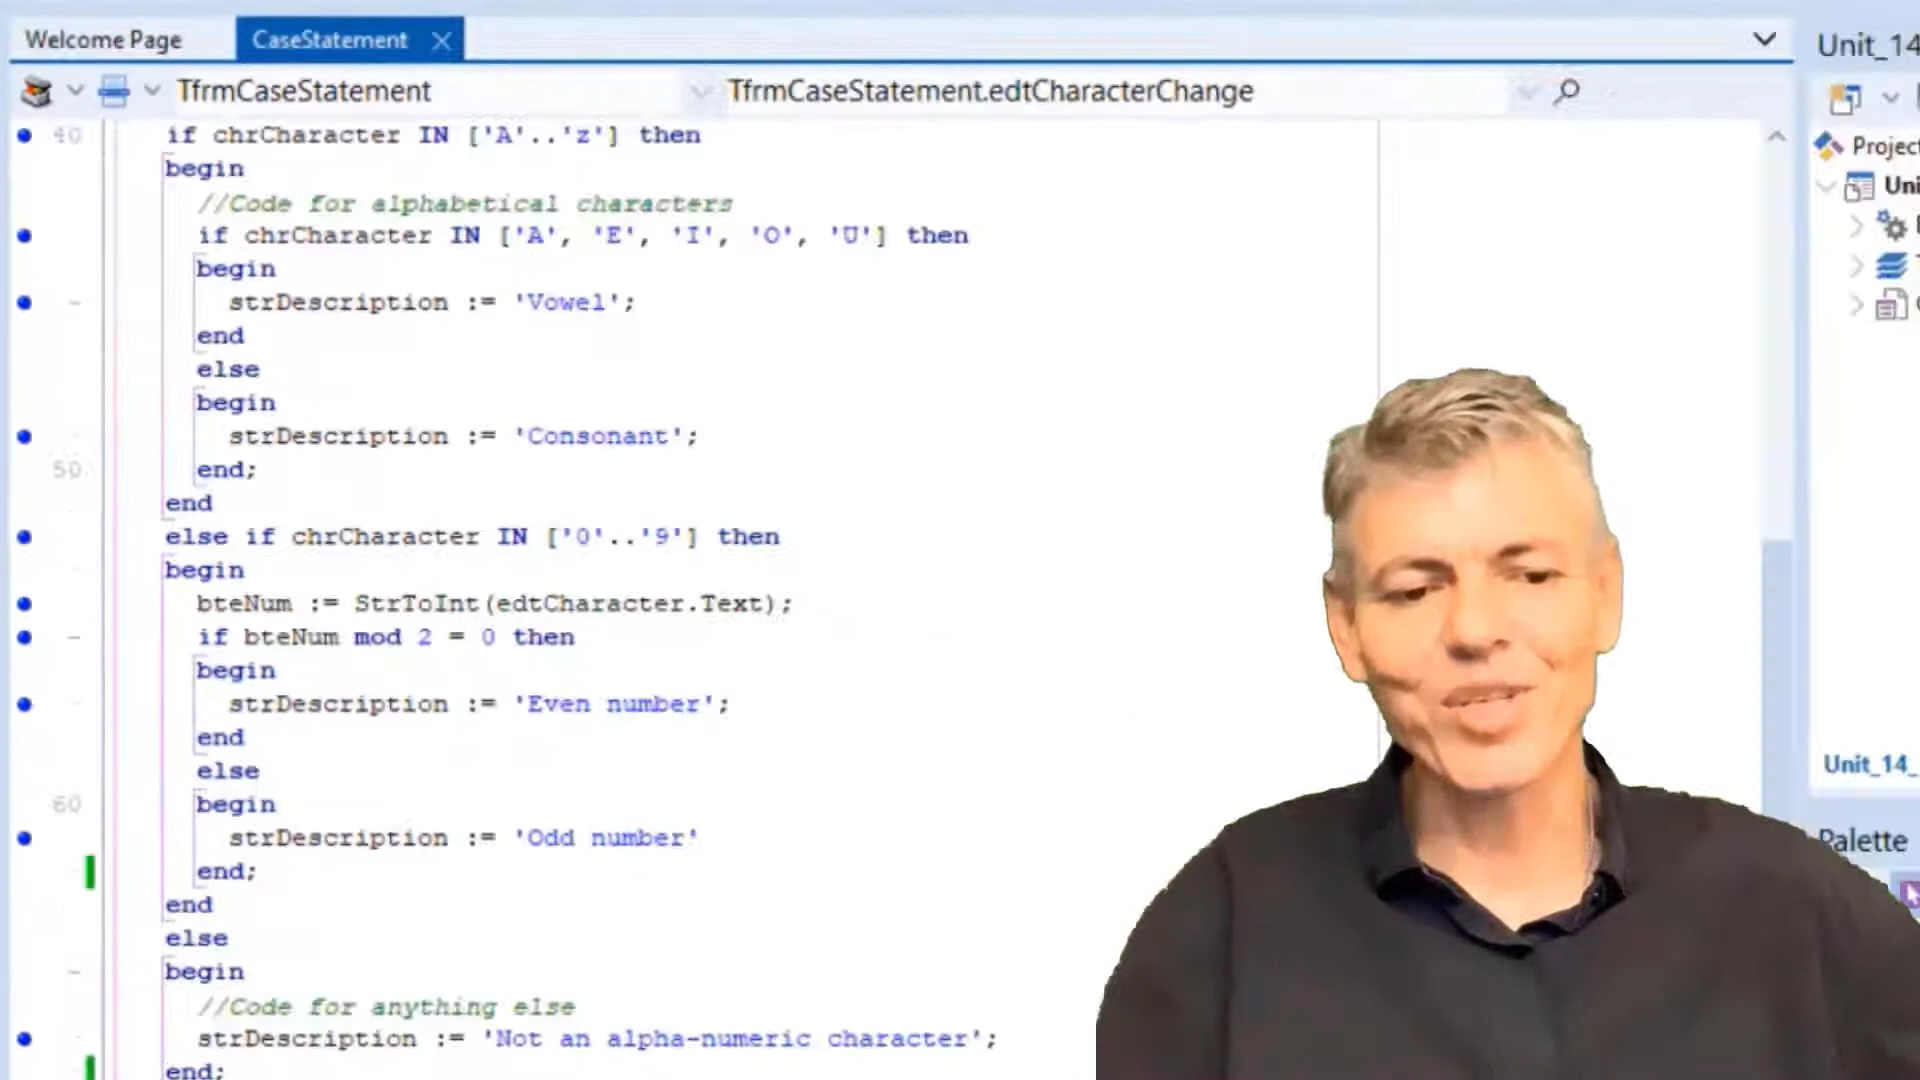 Welcome Page
CaseStatement
Unit_14
TfrmCaseStatement
TfrmCaseStatement.edtCharacterChange
40 if chrCharacter IN ['A'..'z'] then
begin
//Code for alphabetical characters
if chrCharacter IN ['A', 'E', 'I', 'O', 'U'] then
begin
strDescription := 'Vowel';
end
else
begin
strDescription := 'Consonant';
50 end;
end
else if chrCharacter IN ['0'..'9'] then
begin
bteNum := StrToInt(edtCharacter.Text);
if bteNum mod 2 = 0 then
begin
strDescription := 'Even number';
end
else
60 begin
strDescription := 'Odd number'
end;
end
else
begin
//Code for anything else
strDescription := 'Not an alpha-numeric character';
end;
Project
Uni
Unit_14_
Palette